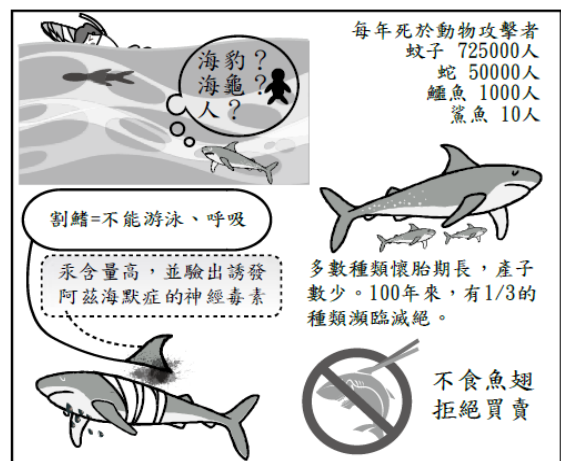 海豹？
海龜？
人？
每年死於動物攻擊者
蚊子 725000人
蛇 50000人
鱷魚 1000人
鯊魚 10人
割鰭=不能游泳、呼吸
汞含量高，並驗出誘發
阿茲海默症的神經毒素
多數種類懷胎期長，產子
數少。100年來，有1/3的
種類瀕臨滅絕。
不食魚翅
拒絕買賣